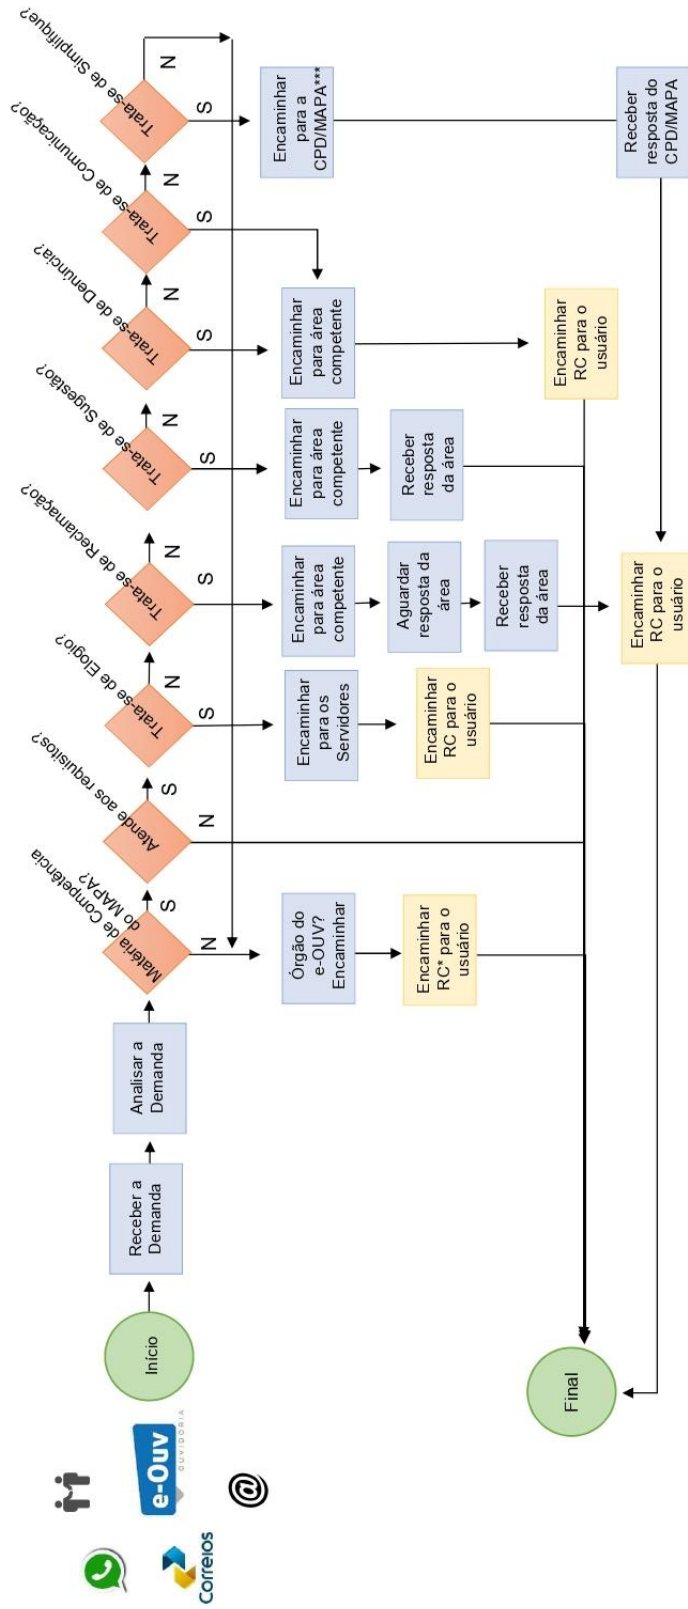 e-Ouv
OUVIDORIA
Correios
@
Início
Receber a
Demanda
Analisar a
Demanda
Matéria de Competência
do MAPA?
S
N
Órgão do
e-OUV?
Encaminhar
Encaminhar
RC* para o
usuário
Atende aos requisitos?
S
N
Trata-se de Elogio?
N
S
Encaminhar
para os
Servidores
Encaminhar
RC para o
usuário
Trata-se de Reclamação?
N
S
Encaminhar
para área
competente
Aguardar
resposta da
área
Receber
resposta
da área
Encaminhar
RC para o
usuário
Trata-se de Sugestão?
N
S
Encaminhar
para área
competente
Receber
resposta
da área
Trata-se de Denúncia?
N
S
Encaminhar
para área
competente
Encaminhar
RC para o
usuário
Trata-se de Comunicação?
N
S
Trata-se de Simplifique?
N
S
Encaminhar
para a
CPD/MAPA***
Receber
resposta do
CPD/MAPA
Final